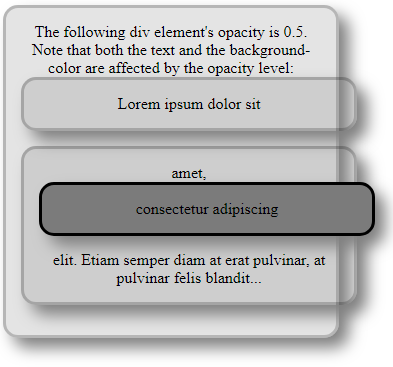 The following div element's opacity is 0.5.
Note that both the text and the background-
color are affected by the opacity level:
Lorem ipsum dolor sit
amet,
consectetur adipiscing
elit. Etiam semper diam at erat pulvinar, at
pulvinar felis blandit...